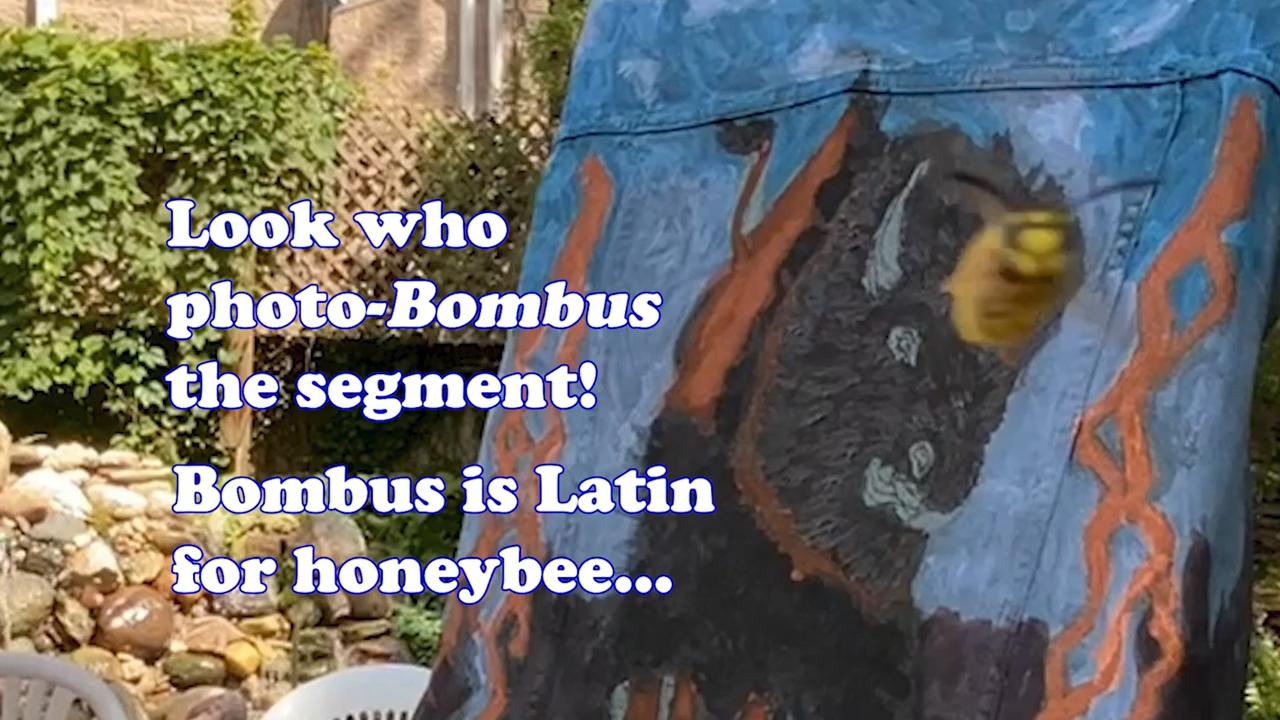 Look who
photo-Bombus
the segment!
Bombus is Latin
for honeybee...